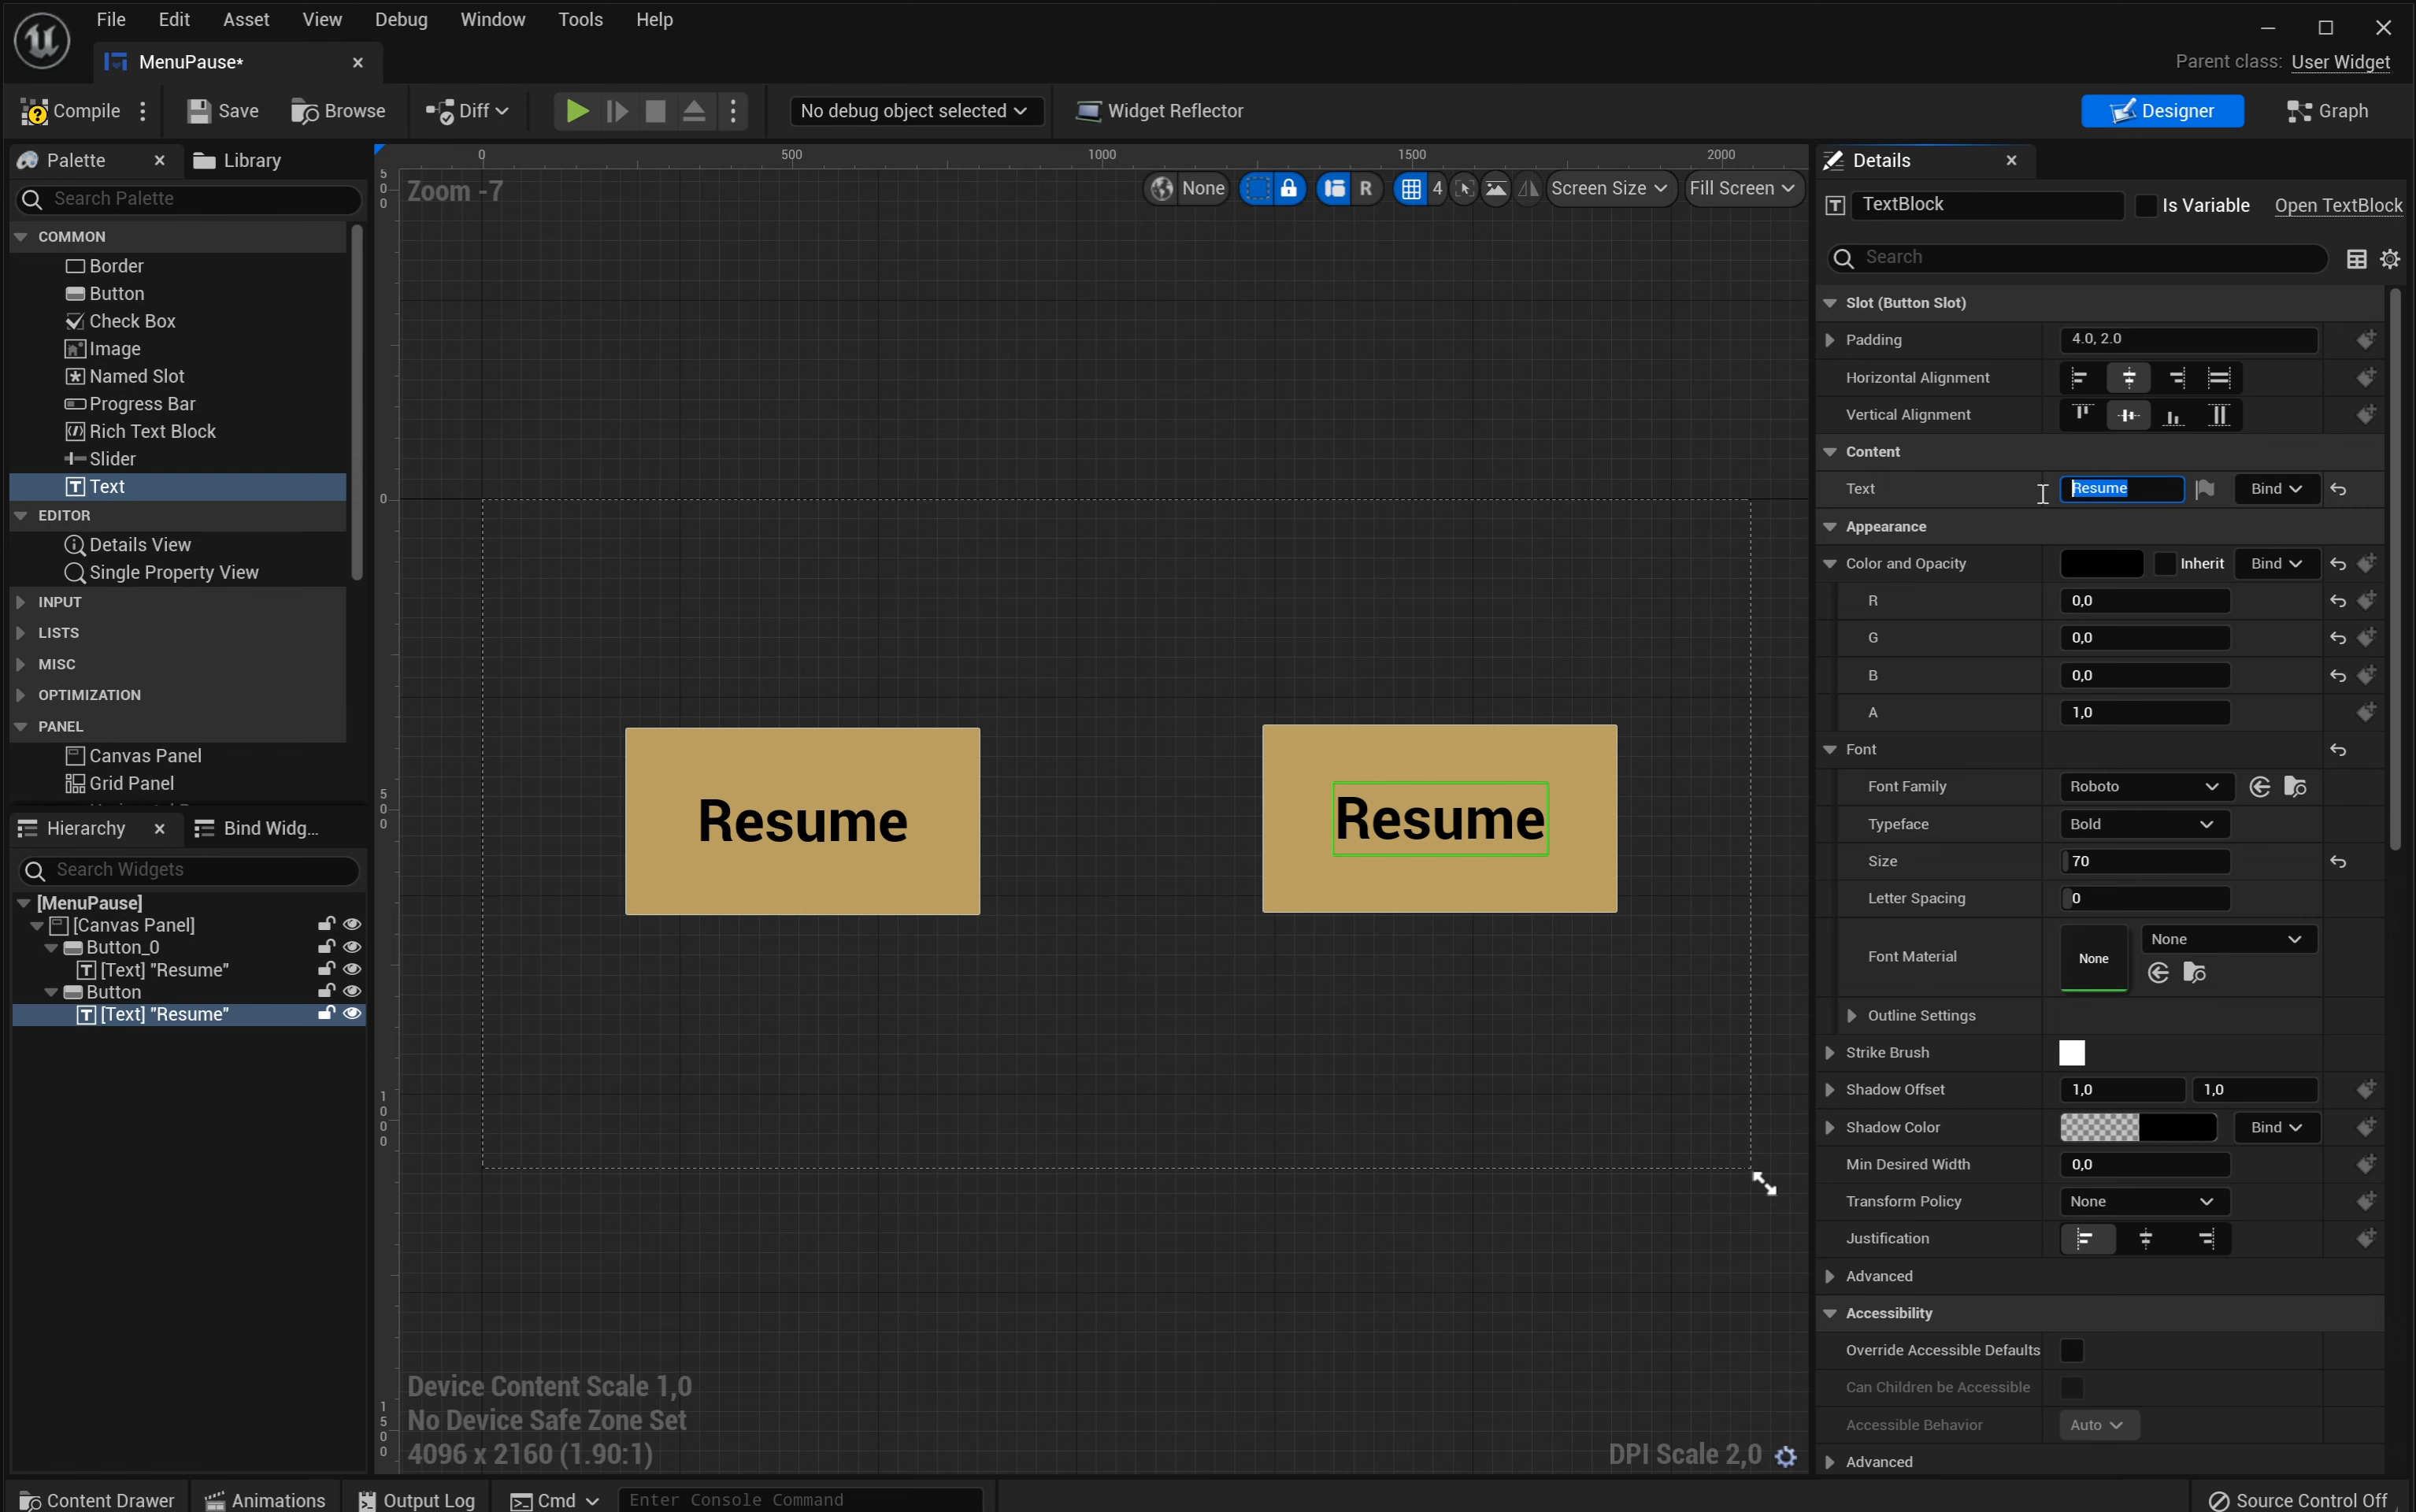 File Edit Asset View Debug Window Tools Help
MenuPause*
Parent class: User Widget
Compile Save Browse Diff No debug object selected Widget Reflector Designer Graph
Palette Library
Search Palette
COMMON
Border
Button
Check Box
Image
Named Slot
Progress Bar
Rich Text Block
Slider
Text
EDITOR
Details View
Single Property View
INPUT
LISTS
MISC
OPTIMIZATION
PANEL
Canvas Panel
Grid Panel
Hierarchy Bind Widg...
Search Widgets
[MenuPause]
[Canvas Panel]
Button_0
[Text] "Resume"
Button
[Text] "Resume"
0 500 1000 1500 2000
500
0
500
1000
1500
Zoom -7
None R 4 Screen Size Fill Screen
Resume
Resume
Device Content Scale 1,0
No Device Safe Zone Set
4096 x 2160 (1.90:1)
DPI Scale 2,0
Details
TextBlock Is Variable Open TextBlock
Search
Slot (Button Slot)
Padding 4.0, 2.0
Horizontal Alignment
Vertical Alignment
Content
Text Resume Bind
Appearance
Color and Opacity Inherit Bind
R 0,0
G 0,0
B 0,0
A 1,0
Font
Font Family Roboto
Typeface Bold
Size 70
Letter Spacing 0
Font Material None None
Outline Settings
Strike Brush
Shadow Offset 1,0 1,0
Shadow Color Bind
Min Desired Width 0,0
Transform Policy None
Justification
Advanced
Accessibility
Override Accessible Defaults
Can Children be Accessible
Accessible Behavior Auto
Advanced
Content Drawer Animations Output Log Cmd Enter Console Command Source Control Off